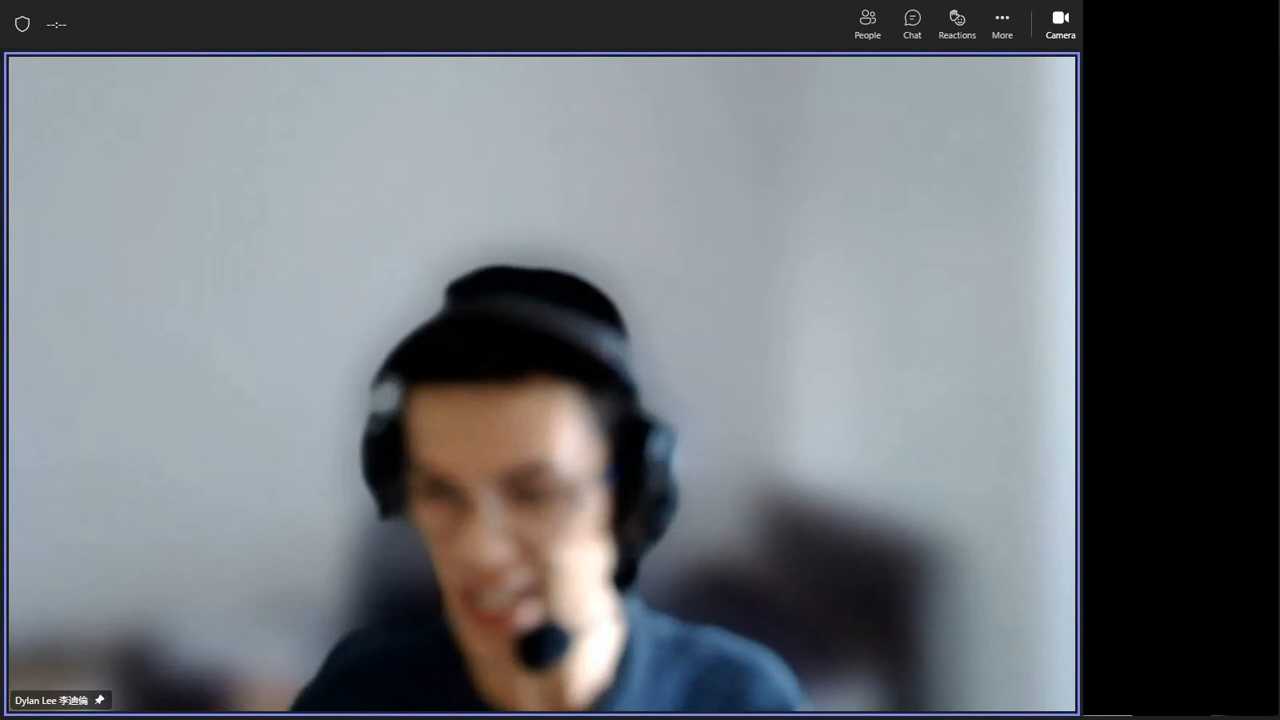 --:--
People
Chat
Reactions
More
Camera
Dylan Lee 李迪倫